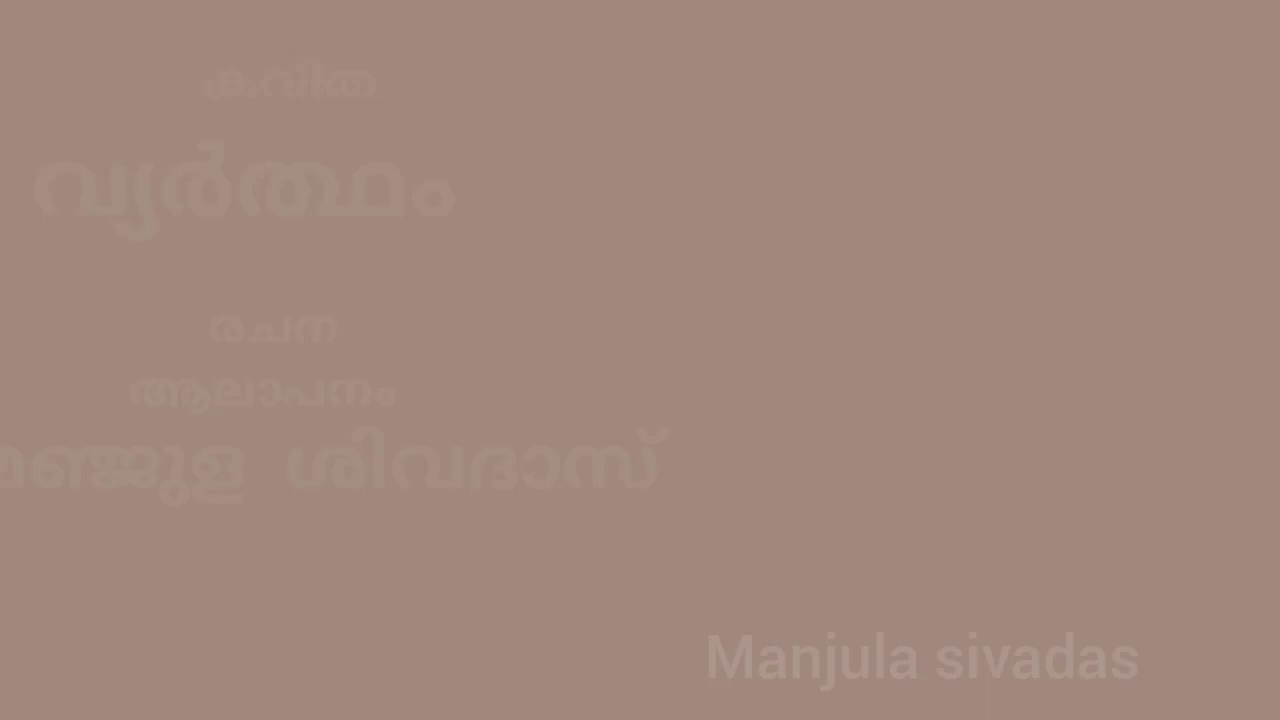 കവിത
വ്യർത്ഥം
രചന
ആലാപനം
മഞ്ജുള ശിവദാസ്
Manjula sivadas